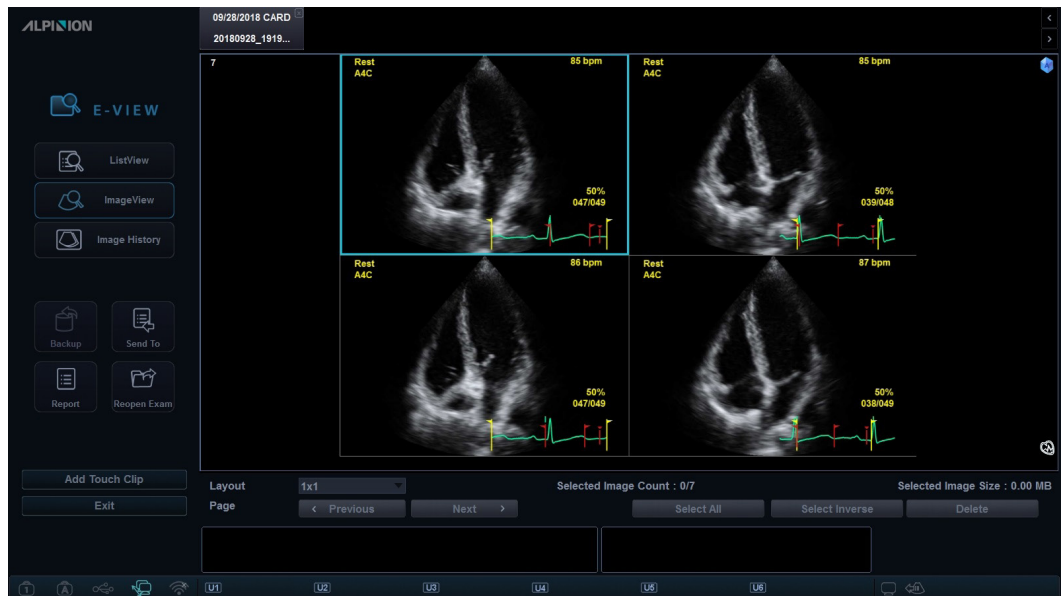 ALPINION
09/28/2018 CARD
20180928_1919...
E-VIEW
ListView
ImageView
Image History
Backup
Send To
Report
Reopen Exam
Add Touch Clip
Exit
7
Rest
A4C
85 bpm
50%
047/049
Rest
A4C
85 bpm
50%
039/048
Rest
A4C
86 bpm
50%
047/049
Rest
A4C
87 bpm
50%
038/049
Layout
1x1
Selected Image Count : 0/7
Selected Image Size : 0.00 MB
Page
< Previous
Next >
Select All
Select Inverse
Delete
1
A
U1
U2
U3
U4
U5
U6